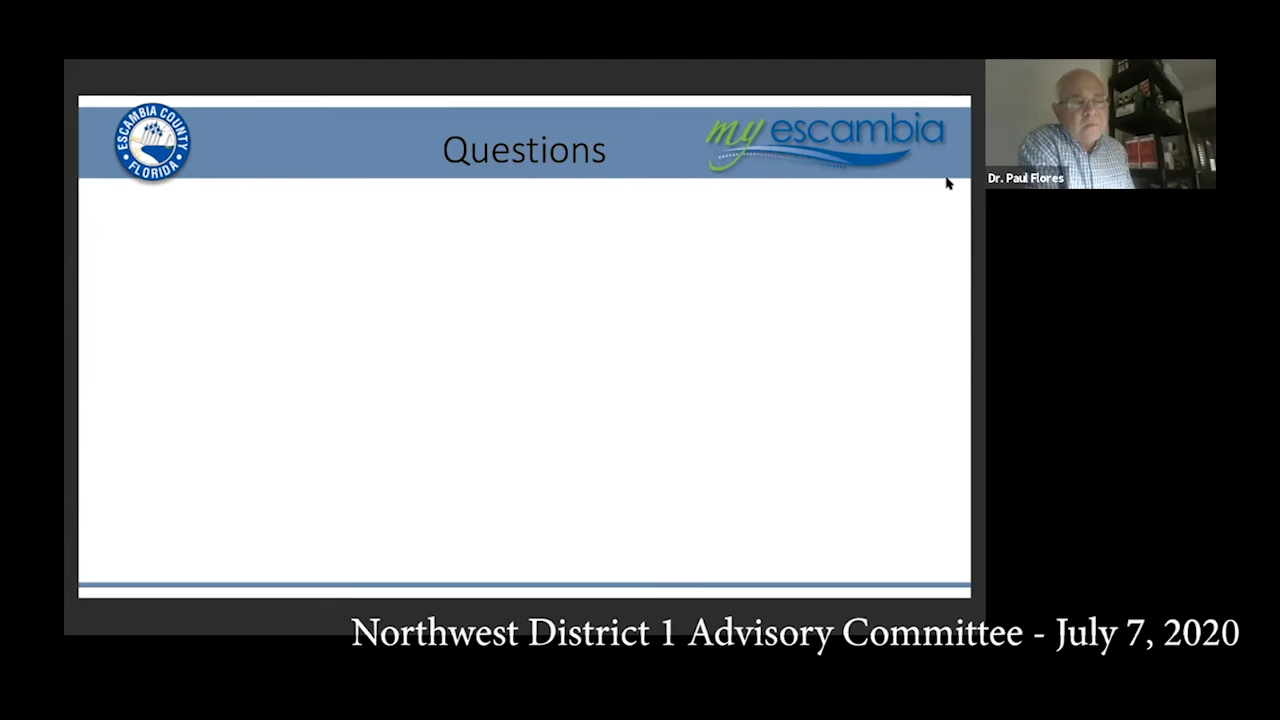 ESCAMBIA COUNTY
FLORIDA
Questions
my escambia
Dr. Paul Flores
Northwest District 1 Advisory Committee - July 7, 2020